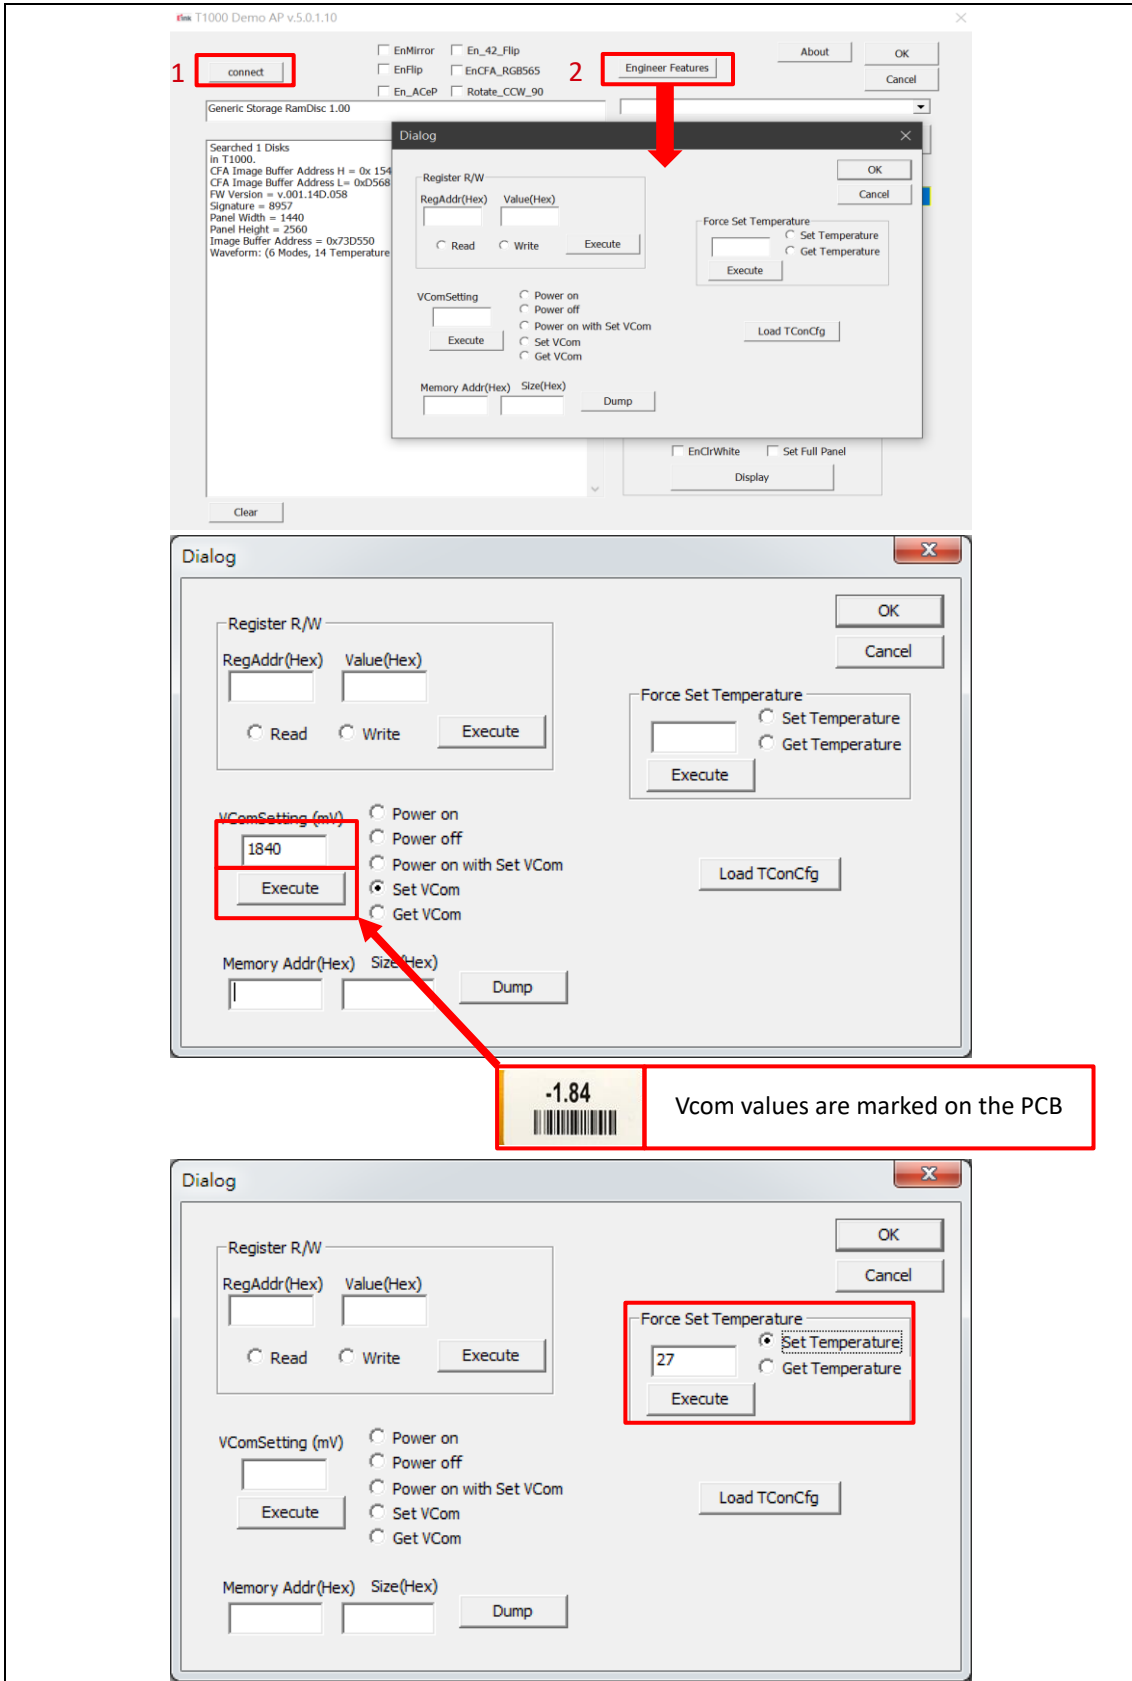 Eink T1000 Demo AP v.5.0.1.10
1
connect
EnMirror
En_42_Flip
EnFlip
EnCFA_RGB565
En_ACeP
Rotate_CCW_90
2
Engineer Features
About
OK
Cancel
Generic Storage RamDisc 1.00
Searched 1 Disks
in T1000.
CFA Image Buffer Address H = 0x 154
CFA Image Buffer Address L= 0xD568
FW Version = v.001.14D.058
Signature = 8957
Panel Width = 1440
Panel Height = 2560
Image Buffer Address = 0x73D550
Waveform: (6 Modes, 14 Temperature
Dialog
OK
Cancel
Register R/W
RegAddr(Hex)
Value(Hex)
Read
Write
Execute
Force Set Temperature
Set Temperature
Get Temperature
Execute
VComSetting
Power on
Power off
Power on with Set VCom
Execute
Set VCom
Get VCom
Load TConCfg
Memory Addr(Hex)
Size(Hex)
Dump
EnClrWhite
Set Full Panel
Display
Clear
Dialog
OK
Cancel
Register R/W
RegAddr(Hex)
Value(Hex)
Read
Write
Execute
Force Set Temperature
Set Temperature
Get Temperature
Execute
VComSetting (mV)
1840
Execute
Power on
Power off
Power on with Set VCom
Set VCom
Get VCom
Load TConCfg
Memory Addr(Hex)
Size(Hex)
Dump
-1.84
Vcom values are marked on the PCB
Dialog
OK
Cancel
Register R/W
RegAddr(Hex)
Value(Hex)
Read
Write
Execute
Force Set Temperature
27
Set Temperature
Get Temperature
Execute
VComSetting (mV)
Execute
Power on
Power off
Power on with Set VCom
Set VCom
Get VCom
Load TConCfg
Memory Addr(Hex)
Size(Hex)
Dump